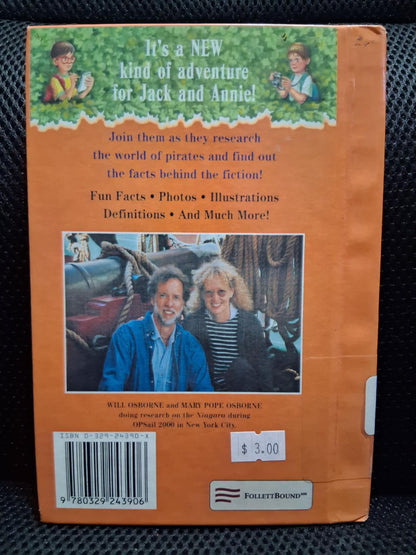 It's a NEW
kind of adventure
for Jack and Annie!
Join them as they research
the world of pirates and find out
the facts behind the fiction!
Fun Facts • Photos • Illustrations
Definitions • And Much More!
WILL OSBORNE and MARY POPE OSBORNE
doing research on the Niagara during
OPSail 2000 in New York City.
ISBN 0-329-24390-X
9 780329 243906
$ 3.00
FOLLETTBOUND